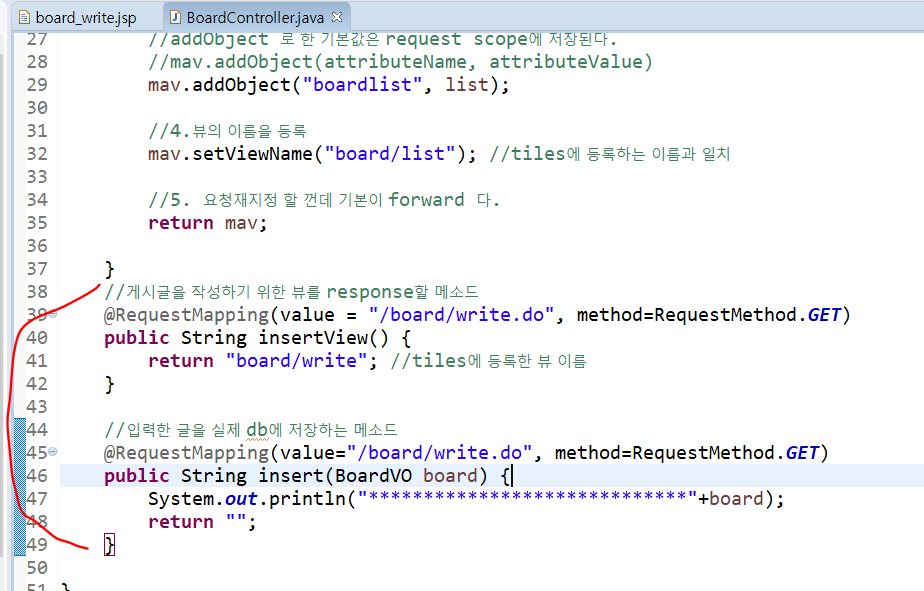 board_write.jsp
BoardController.java
27 //addObject 로 한 기본값은 request scope에 저장된다.
28 //mav.addObject(attributeName, attributeValue)
29 mav.addObject("boardlist", list);
30
31 //4.뷰의 이름을 등록
32 mav.setViewName("board/list"); //tiles에 등록하는 이름과 일치
33
34 //5. 요청재지정 할 껀데 기본이 forward 다.
35 return mav;
36
37 }
38 //게시글을 작성하기 위한 뷰를 response할 메소드
39 @RequestMapping(value = "/board/write.do", method=RequestMethod.GET)
40 public String insertView() {
41 return "board/write"; //tiles에 등록한 뷰 이름
42 }
43
44 //입력한 글을 실제 db에 저장하는 메소드
45 @RequestMapping(value="/board/write.do", method=RequestMethod.GET)
46 public String insert(BoardVO board) {
47 System.out.println("*****************************"+board);
48 return "";
49 }
50
51 }